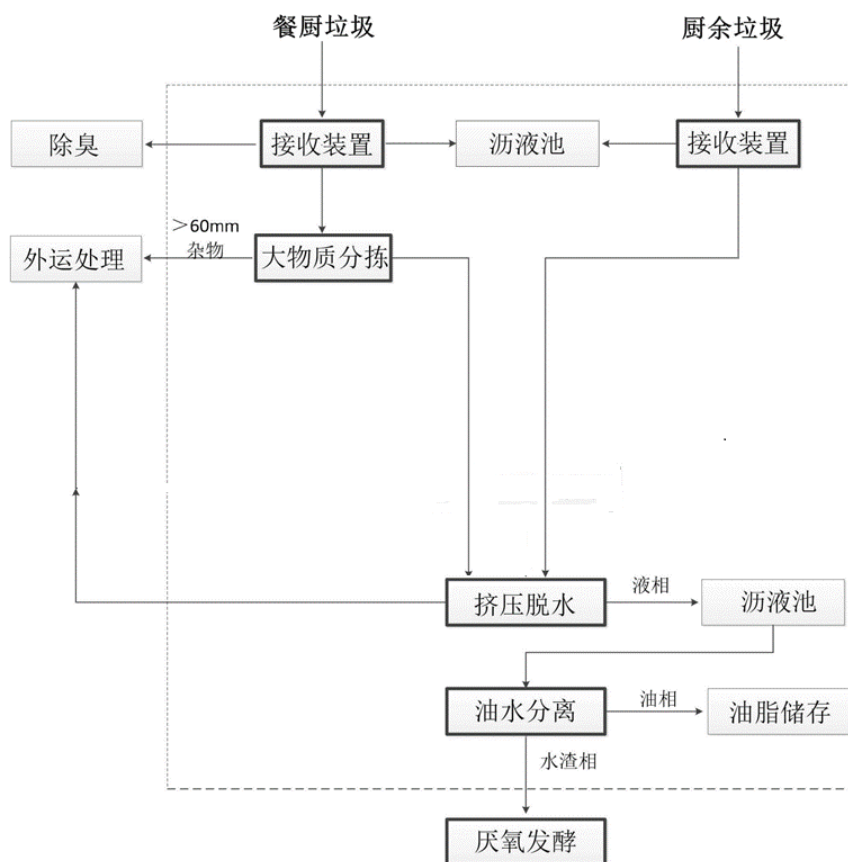 餐厨垃圾
厨余垃圾
除臭
接收装置
沥液池
接收装置
>60mm
杂物
外运处理
大物质分拣
挤压脱水
液相
沥液池
油水分离
油相
油脂储存
水渣相
厌氧发酵